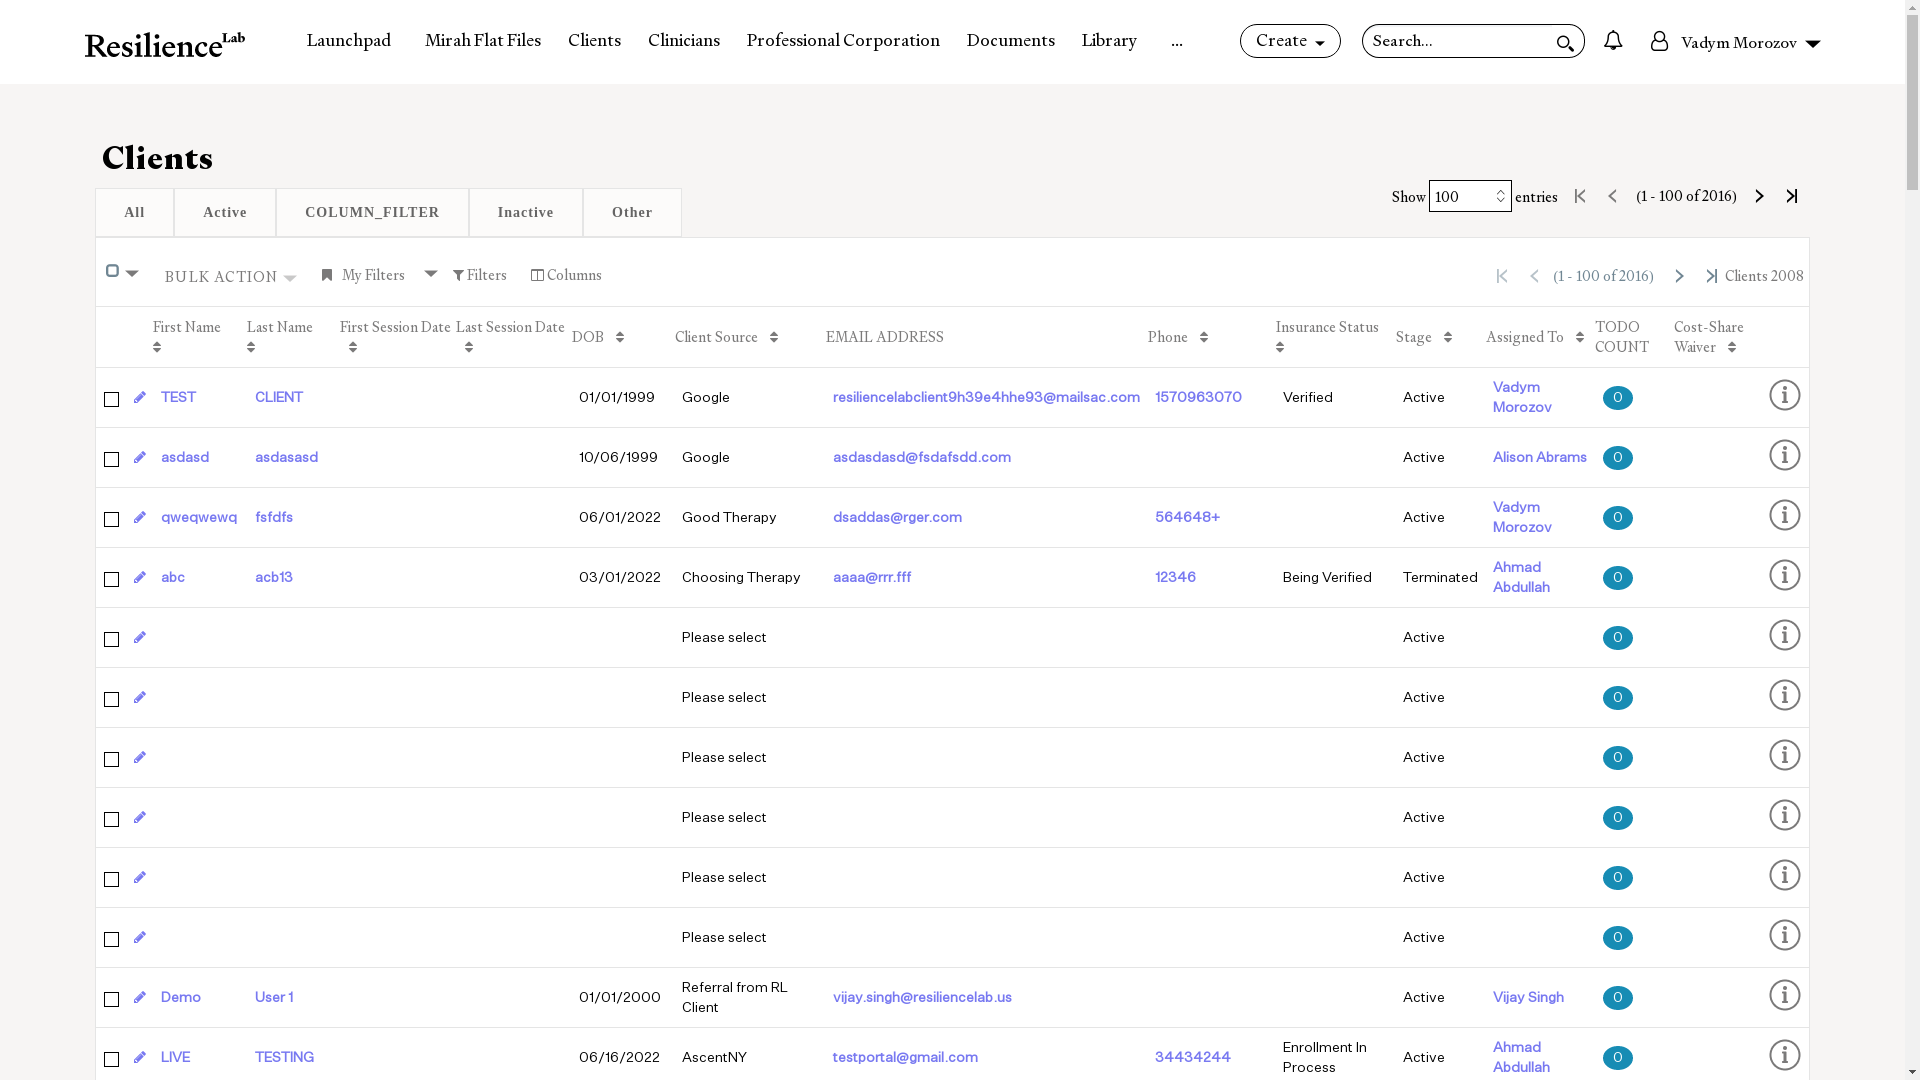 ResilienceLab Launchpad Mirah Flat Files Clients Clinicians Professional Corporation Documents Library ... Create Search... Vadym Morozov
Clients
All Active COLUMN_FILTER Inactive Other
Show 100 entries (1 - 100 of 2016)
BULK ACTION My Filters Filters Columns (1 - 100 of 2016) Clients 2008
First Name Last Name First Session Date Last Session Date DOB Client Source EMAIL ADDRESS Phone Insurance Status Stage Assigned To TODO COUNT Cost-Share Waiver
TEST CLIENT 01/01/1999 Google resiliencelabclient9h39e4hhe93@mailsac.com 1570963070 Verified Active Vadym Morozov 0
asdasd asdasasd 10/06/1999 Google asdasdasd@fsdafsdd.com Active Alison Abrams 0
qweqwewq fsfdfs 06/01/2022 Good Therapy dsaddas@rger.com 564648+ Active Vadym Morozov 0
abc acb13 03/01/2022 Choosing Therapy aaaa@rrr.fff 12346 Being Verified Terminated Ahmad Abdullah 0
Please select Active 0
Please select Active 0
Please select Active 0
Please select Active 0
Please select Active 0
Please select Active 0
Demo User 1 01/01/2000 Referral from RL Client vijay.singh@resiliencelab.us Active Vijay Singh 0
LIVE TESTING 06/16/2022 AscentNY testportal@gmail.com 34434244 Enrollment In Process Active Ahmad Abdullah 0